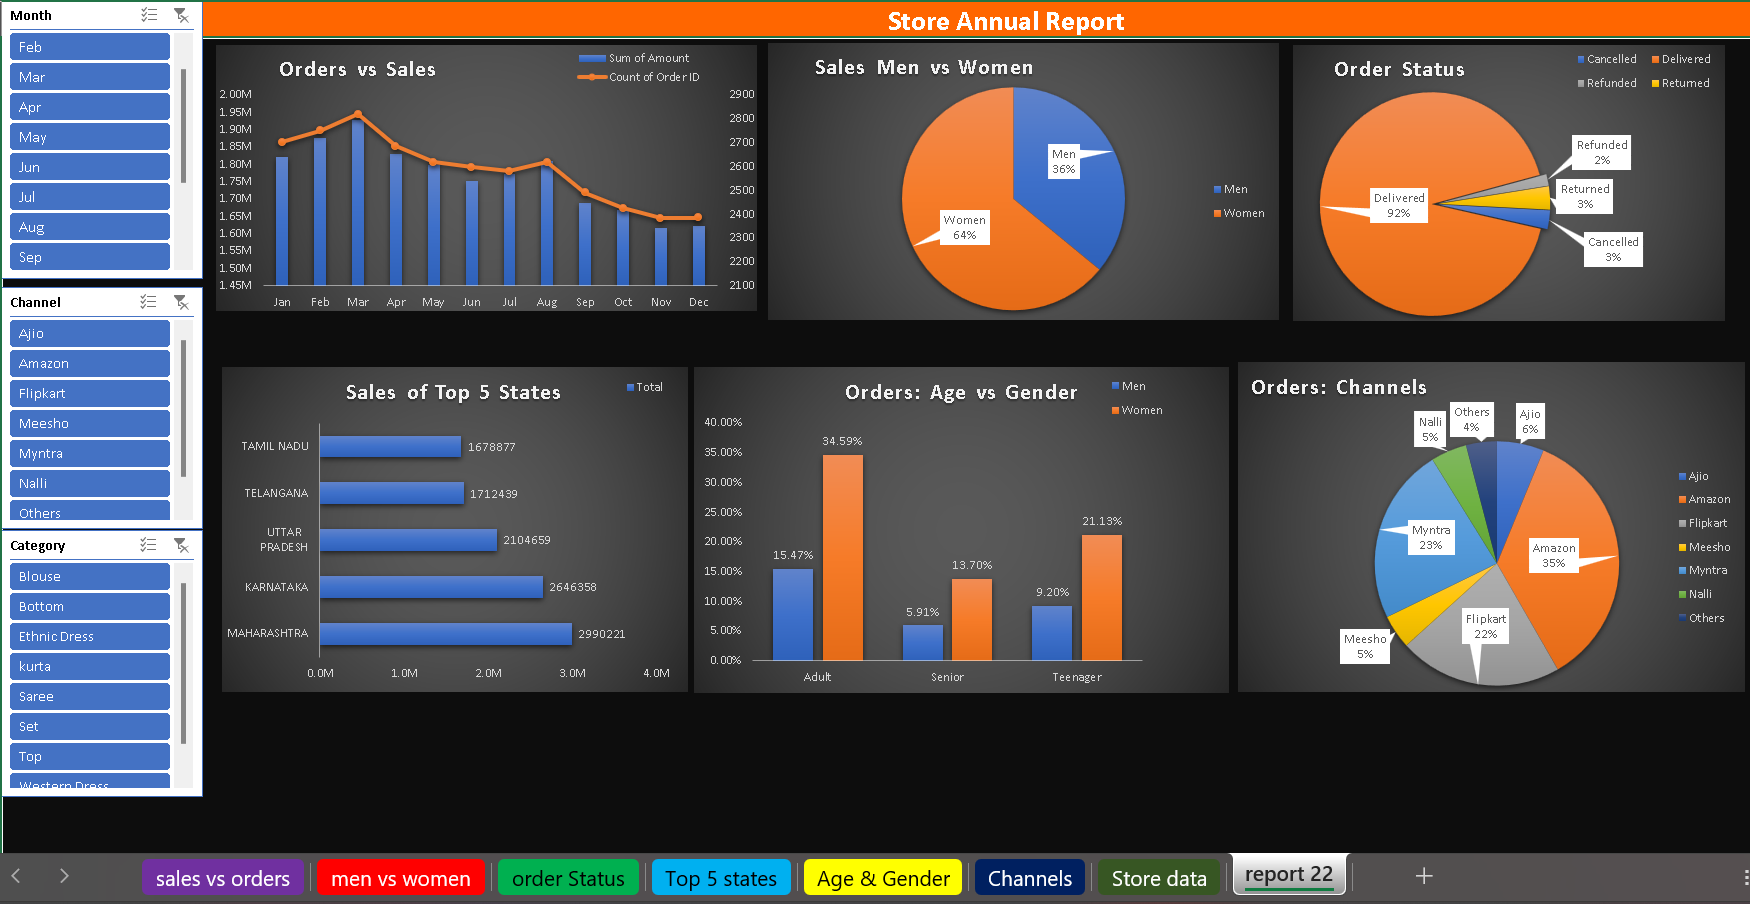 Store Annual Report
Month
Feb
Mar
Apr
May
Jun
Jul
Aug
Sep
Channel
Ajio
Amazon
Flipkart
Meesho
Myntra
Nalli
Others
Category
Blouse
Bottom
Ethnic Dress
kurta
Saree
Set
Top
Western Dress
Orders vs Sales
Sum of Amount
Count of Order ID
2.00M
1.95M
1.90M
1.85M
1.80M
1.75M
1.70M
1.65M
1.60M
1.55M
1.50M
1.45M
2900
2800
2700
2600
2500
2400
2300
2200
2100
Jan Feb Mar Apr May Jun Jul Aug Sep Oct Nov Dec
Sales Men vs Women
Men
36%
Women
64%
Men
Women
Order Status
Cancelled Delivered
Refunded Returned
Refunded
2%
Returned
3%
Delivered
92%
Cancelled
3%
Sales of Top 5 States
Total
TAMIL NADU 1678877
TELANGANA 1712439
UTTAR
PRADESH 2104659
KARNATAKA 2646358
MAHARASHTRA 2990221
0.0M 1.0M 2.0M 3.0M 4.0M
Orders: Age vs Gender
Men
Women
40.00%
35.00%
30.00%
25.00%
20.00%
15.00%
10.00%
5.00%
0.00%
15.47%
34.59%
5.91%
13.70%
9.20%
21.13%
Adult Senior Teenager
Orders: Channels
Others
4%
Ajio
6%
Nalli
5%
Myntra
23%
Amazon
35%
Flipkart
22%
Meesho
5%
Ajio
Amazon
Flipkart
Meesho
Myntra
Nalli
Others
sales vs orders
men vs women
order Status
Top 5 states
Age & Gender
Channels
Store data
report 22